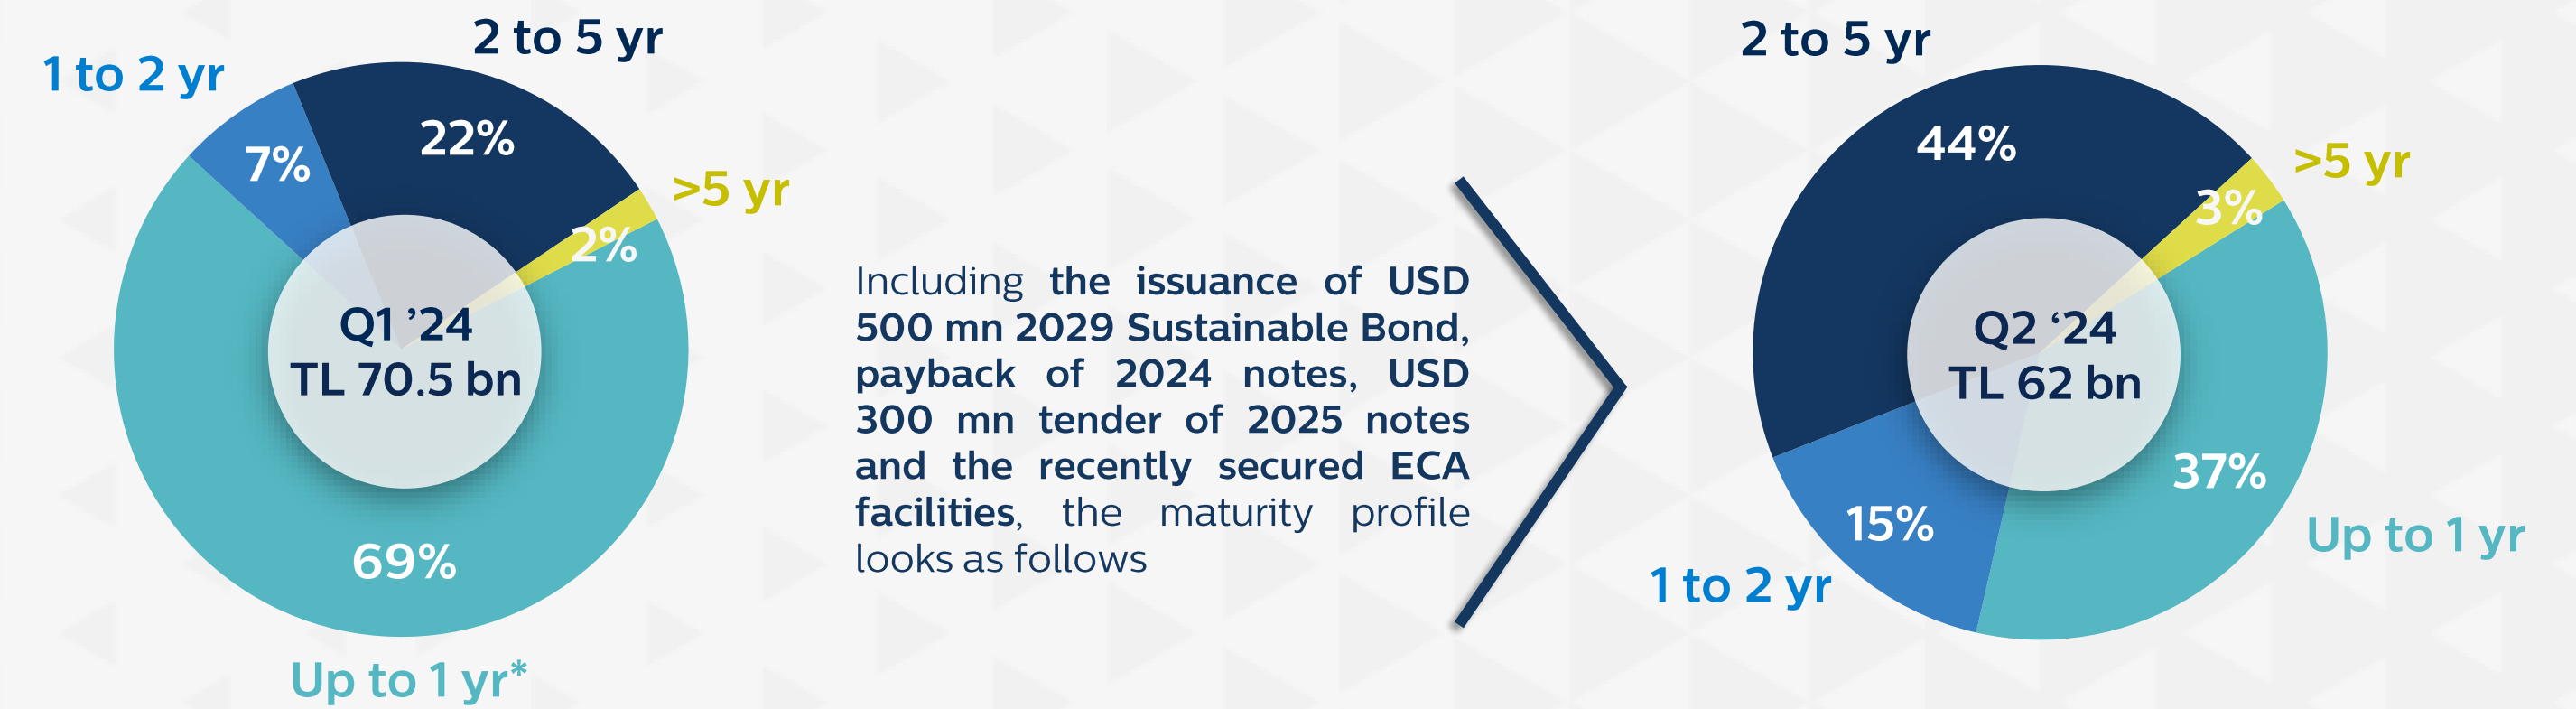 2 to 5 yr
1 to 2 yr
22%
7%
>5 yr
2%
Q1 ’24
TL 70.5 bn
69%
Up to 1 yr*
Including the issuance of USD
500 mn 2029 Sustainable Bond,
payback of 2024 notes, USD
300 mn tender of 2025 notes
and the recently secured ECA
facilities, the maturity profile
looks as follows
2 to 5 yr
44%
>5 yr
3%
Q2 ‘24
TL 62 bn
37%
15%
Up to 1 yr
1 to 2 yr